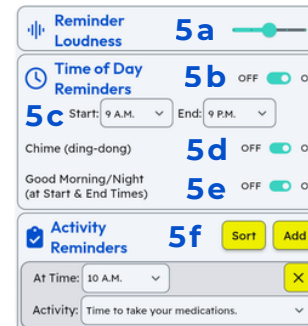 Reminder
Loudness
5a
Time of Day
Reminders
5b
OFF
5c
Start: 9 A.M. End: 9 P.M.
Chime (ding-dong)
5d
OFF
Good Morning/Night
(at Start & End Times)
5e
OFF
Activity
Reminders
5f
Sort
Add
At Time: 10 A.M.
Activity: Time to take your medications.